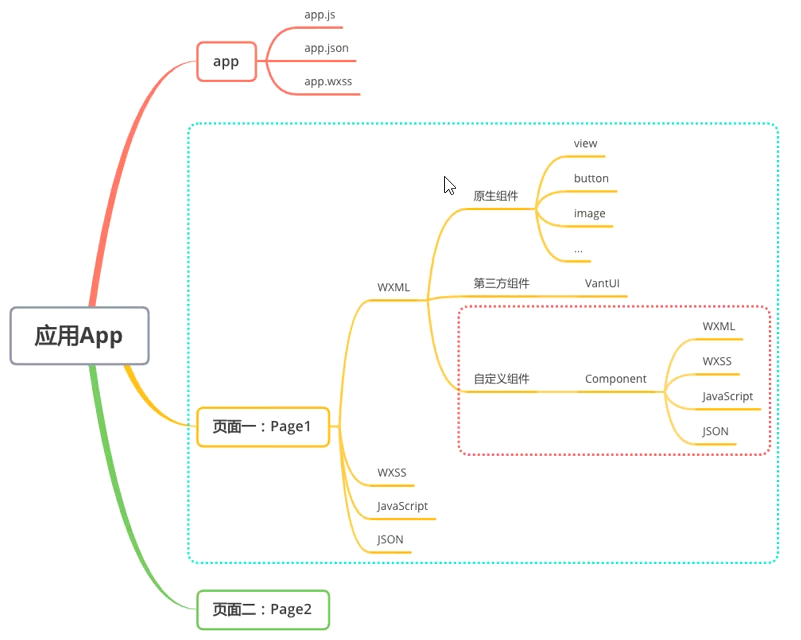 app.js
app.json
app.wxss
app
view
button
image
...
原生组件
WXML
第三方组件
VantUI
自定义组件
Component
WXML
WXSS
JavaScript
JSON
应用App
页面一：Page1
WXSS
JavaScript
JSON
页面二：Page2